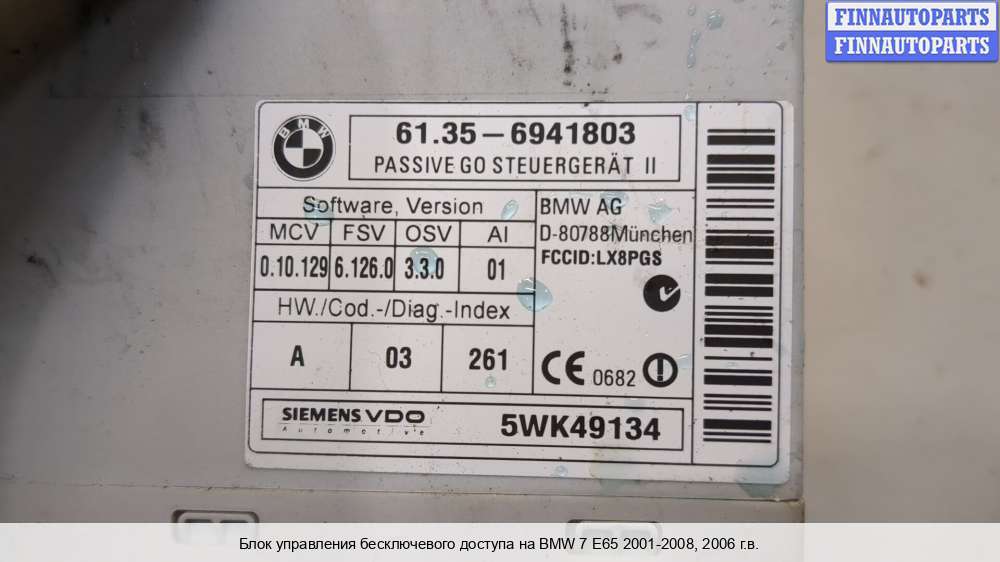 FINNAUTOPARTS
FINNAUTOPARTS
BMW
61.35 – 6941803
PASSIVE GO STEUERGERÄT II
Software, Version
MCV FSV OSV AI
0.10.129 6.126.0 3.3.0 01
BMW AG
D-80788 München
FCCID:LX8PGS
HW./Cod.-/Diag.-Index
A 03 261
CE 0682
SIEMENS VDO
Automotive
5WK49134
Блок управления бесключевого доступа на BMW 7 E65 2001-2008, 2006 г.в.